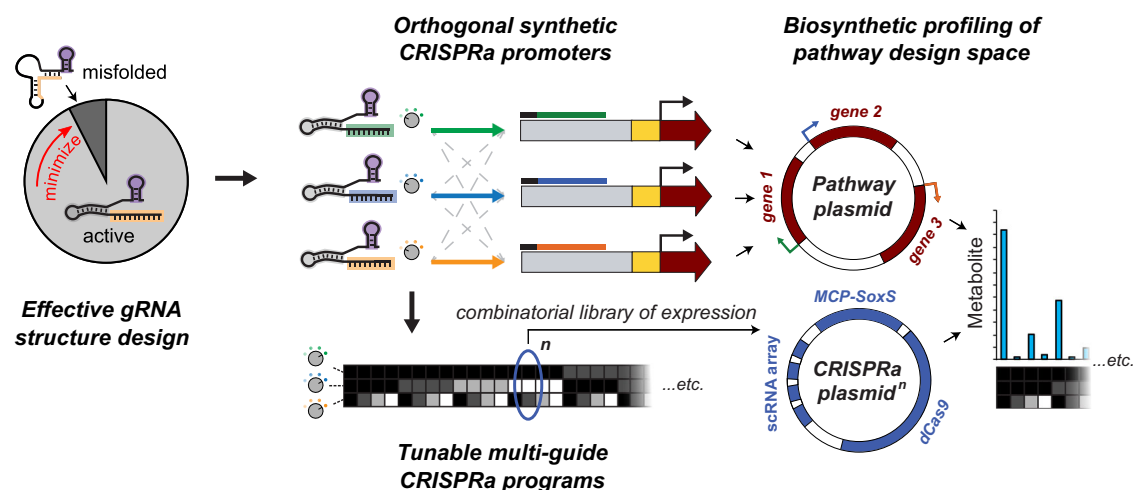 Orthogonal synthetic
CRISPRa promoters
Biosynthetic profiling of
pathway design space
misfolded
minimize
active
Effective gRNA
structure design
gene 1
gene 2
gene 3
Pathway
plasmid
combinatorial library of expression
n
...etc.
Tunable multi-guide
CRISPRa programs
MCP-SoxS
scRNA array
dCas9
CRISPRa
plasmidⁿ
Metabolite
...etc.